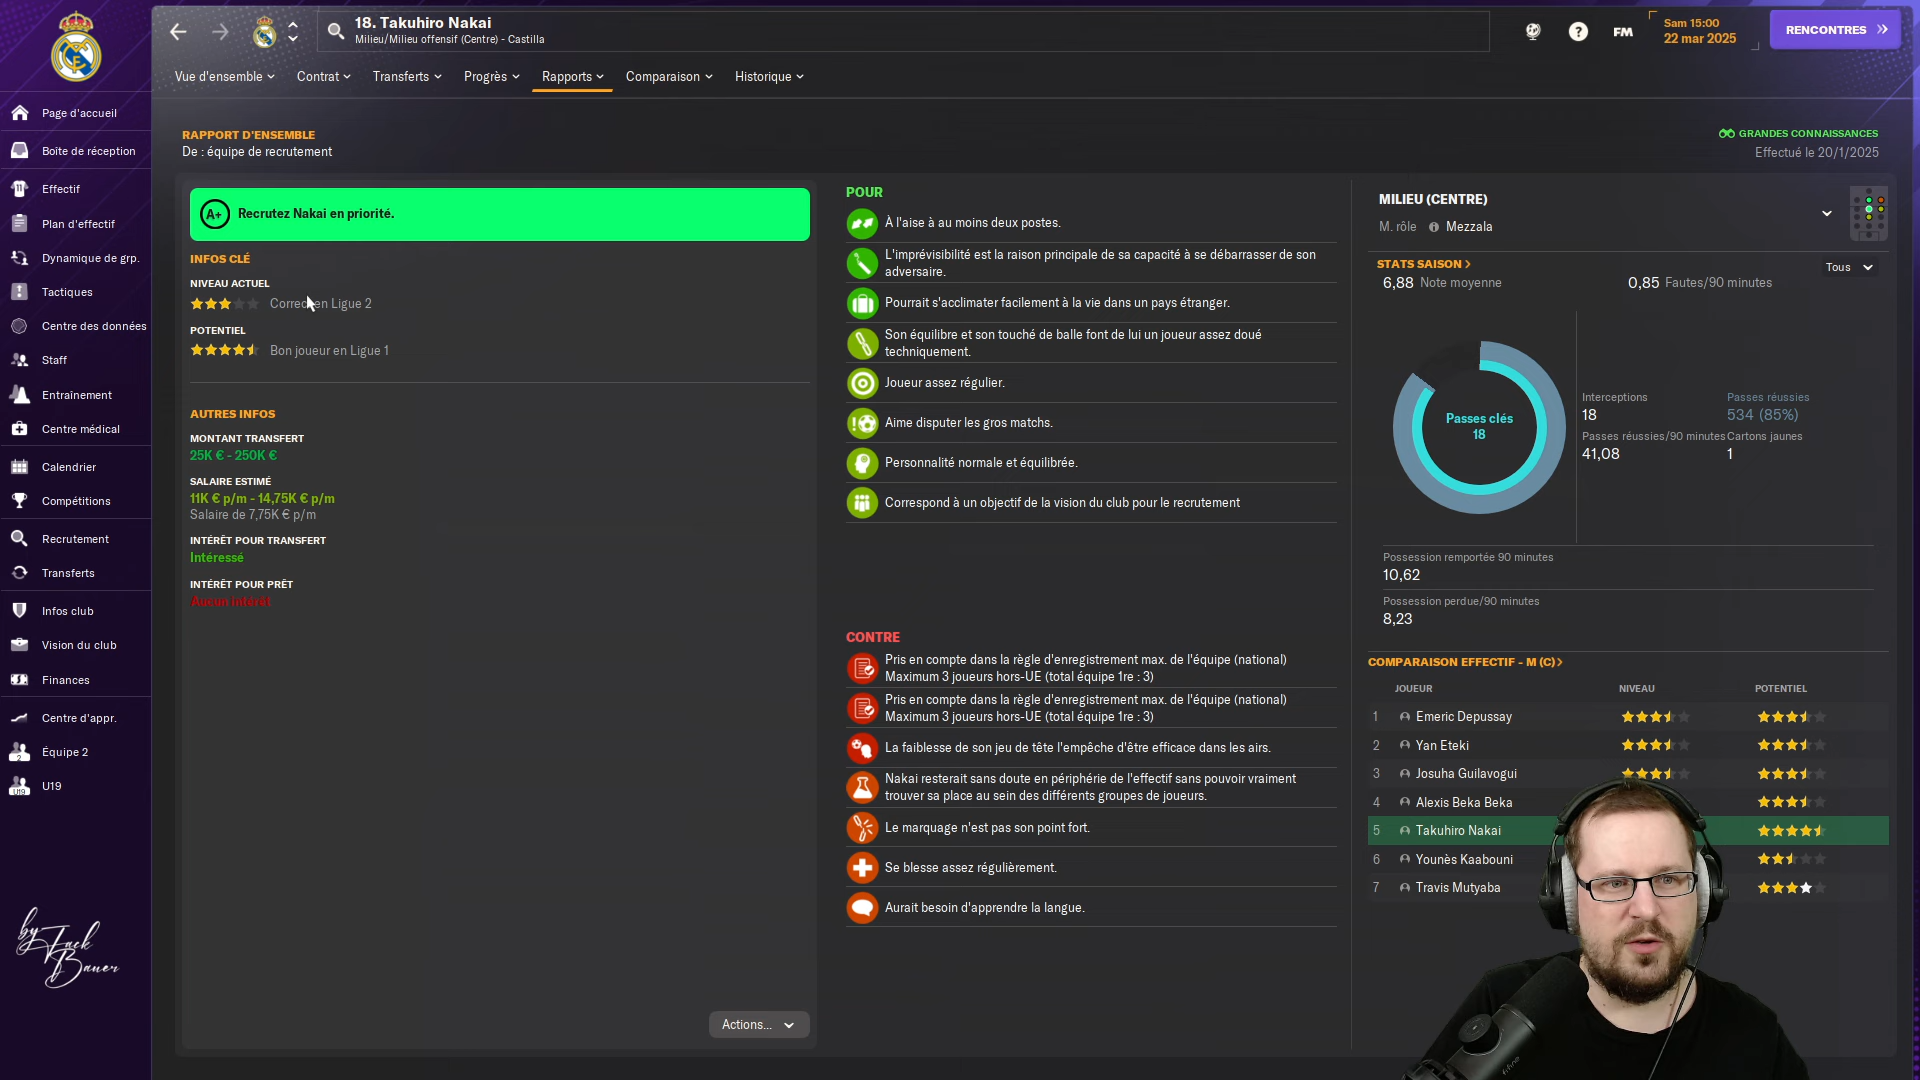 18. Takuhiro Nakai
Milieu/Milieu offensif (Centre) - Castilla
FM
Sam 15:00
22 mar 2025
RENCONTRES
Vue d'ensemble
Contrat
Transferts
Progrès
Rapports
Comparaison
Historique
Page d'accueil
Boîte de réception
Effectif
Plan d'effectif
Dynamique de grp.
Tactiques
Centre des données
Staff
Entraînement
Centre médical
Calendrier
Compétitions
Recrutement
Transferts
Infos club
Vision du club
Finances
Centre d'appr.
Équipe 2
U19
by Jack
Bauer
RAPPORT D'ENSEMBLE
De : équipe de recrutement
GRANDES CONNAISSANCES
Effectué le 20/1/2025
A+ Recrutez Nakai en priorité.
INFOS CLÉ
NIVEAU ACTUEL
Correct en Ligue 2
POTENTIEL
Bon joueur en Ligue 1
AUTRES INFOS
MONTANT TRANSFERT
25K € - 250K €
SALAIRE ESTIMÉ
11K € p/m - 14,75K € p/m
Salaire de 7,75K € p/m
INTÉRÊT POUR TRANSFERT
Intéressé
INTÉRÊT POUR PRÊT
Aucun intérêt
Actions...
POUR
À l'aise à au moins deux postes.
L'imprévisibilité est la raison principale de sa capacité à se débarrasser de son
adversaire.
Pourrait s'acclimater facilement à la vie dans un pays étranger.
Son équilibre et son touché de balle font de lui un joueur assez doué
techniquement.
Joueur assez régulier.
Aime disputer les gros matchs.
Personnalité normale et équilibrée.
Correspond à un objectif de la vision du club pour le recrutement
CONTRE
Pris en compte dans la règle d'enregistrement max. de l'équipe (national)
Maximum 3 joueurs hors-UE (total équipe 1re : 3)
Pris en compte dans la règle d'enregistrement max. de l'équipe (national)
Maximum 3 joueurs hors-UE (total équipe 1re : 3)
La faiblesse de son jeu de tête l'empêche d'être efficace dans les airs.
Nakai resterait sans doute en périphérie de l'effectif sans pouvoir vraiment
trouver sa place au sein des différents groupes de joueurs.
Le marquage n'est pas son point fort.
Se blesse assez régulièrement.
Aurait besoin d'apprendre la langue.
MILIEU (CENTRE)
M. rôle Mezzala
STATS SAISON >
Tous
6,88 Note moyenne
0,85 Fautes/90 minutes
Passes clés
18
Interceptions
18
Passes réussies
534 (85%)
Passes réussies/90 minutes
41,08
Cartons jaunes
1
Possession remportée 90 minutes
10,62
Possession perdue/90 minutes
8,23
COMPARAISON EFFECTIF - M (C) >
JOUEUR NIVEAU POTENTIEL
1 Emeric Depussay
2 Yan Eteki
3 Josuha Guilavogui
4 Alexis Beka Beka
5 Takuhiro Nakai
6 Younès Kaabouni
7 Travis Mutyaba